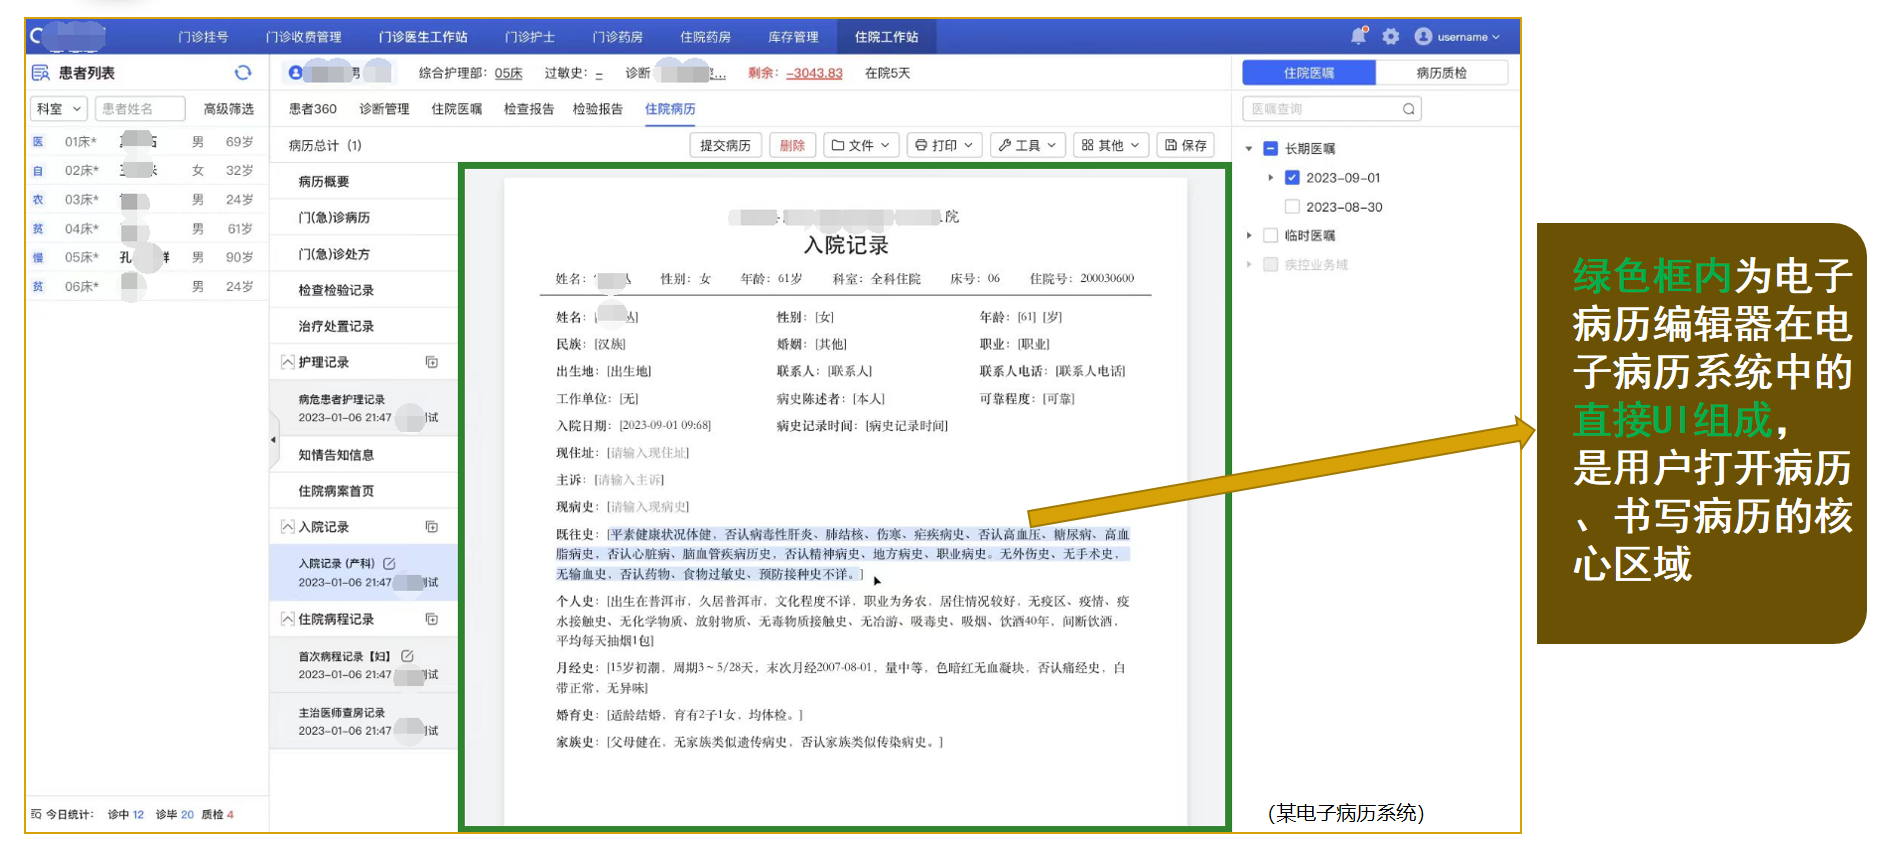 门诊挂号 门诊收费管理 门诊医生工作站 门诊护士 门诊药房 住院药房 库存管理 住院工作站 username
患者列表
科室 患者姓名 高级筛选
医 01床* 男 69岁
自 02床* 女 32岁
农 03床* 男 24岁
贫 04床* 男 61岁
慢 05床* 孔 男 90岁
贫 06床* 男 24岁
今日统计: 诊中 12 诊毕 20 质检 4
男 综合护理部: 05床 过敏史: – 诊断 ... 剩余: -3043.83 在院5天
患者360 诊断管理 住院医嘱 检查报告 检验报告 住院病历
病历总计 (1) 提交病历 删除 文件 打印 工具 其他 保存
病历概要
门(急)诊病历
门(急)诊处方
检查检验记录
治疗处置记录
护理记录
病危患者护理记录
2023-01-06 21:47 试
知情告知信息
住院病案首页
入院记录
入院记录 (产科)
2023-01-06 21:47 试
住院病程记录
首次病程记录【妇】
2023-01-06 21:47 试
主治医师查房记录
2023-01-06 21:47 试
院
入院记录
姓名: 性别: 女 年龄: 61岁 科室: 全科住院 床号: 06 住院号: 200030600
姓名: [ 丛] 性别: [女] 年龄: [61] [岁]
民族: [汉族] 婚姻: [其他] 职业: [职业]
出生地: [出生地] 联系人: [联系人] 联系人电话: [联系人电话]
工作单位: [无] 病史陈述者: [本人] 可靠程度: [可靠]
入院日期: [2023-09-01 09:68] 病史记录时间: [病史记录时间]
现住址: [请输入现住址]
主诉: [请输入主诉]
现病史: [请输入现病史]
既往史: [平素健康状况体健, 否认病毒性肝炎、肺结核、伤寒、疟疾病史、否认高血压、糖尿病、高血
脂病史, 否认心脏病、脑血管疾病历史, 否认精神病史、地方病史、职业病史。无外伤史、无手术史,
无输血史, 否认药物、食物过敏史、预防接种史不详。]
个人史: [出生在普洱市, 久居普洱市, 文化程度不详, 职业为务农, 居住情况较好, 无疫区、疫情、疫
水接触史、无化学物质、放射物质、无毒物质接触史、无冶游、吸毒史、吸烟、饮酒40年, 间断饮酒,
平均每天抽烟1包]
月经史: [15岁初潮, 周期3~5/28天, 末次月经2007-08-01, 量中等, 色暗红无血凝块, 否认痛经史, 白
带正常, 无异味]
婚育史: [适龄结婚, 育有2子1女, 均体检。]
家族史: [父母健在, 无家族类似遗传病史, 否认家族类似传染病史。]
住院医嘱 病历质检
医嘱查询
长期医嘱
2023-09-01
2023-08-30
临时医嘱
疾控业务域
(某电子病历系统)
绿色框内为电子
病历编辑器在电
子病历系统中的
直接UI组成,
是用户打开病历
、书写病历的核
心区域